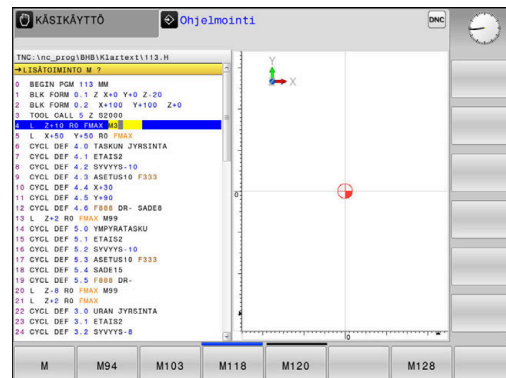 KÄSIKÄYTTÖ
Ohjelmointi
DNC
TNC:\nc_prog\BHB\Klartext\113.H
→LISÄTOIMINTO M ?
0 BEGIN PGM 113 MM
1 BLK FORM 0.1 Z X+0 Y+0 Z-20
2 BLK FORM 0.2 X+100 Y+100 Z+0
3 TOOL CALL 5 Z S2000
4 L Z+10 R0 FMAX M3
5 L X+50 Y+50 R0 FMAX
6 CYCL DEF 4.0 TASKUN JYRSINTA
7 CYCL DEF 4.1 ETAIS2
8 CYCL DEF 4.2 SYVYYS-10
9 CYCL DEF 4.3 ASETUS10 F333
10 CYCL DEF 4.4 X+30
11 CYCL DEF 4.5 Y+90
12 CYCL DEF 4.6 F888 DR- SADE8
13 L Z+2 R0 FMAX M99
14 CYCL DEF 5.0 YMPYRATASKU
15 CYCL DEF 5.1 ETAIS2
16 CYCL DEF 5.2 SYVYYS-10
17 CYCL DEF 5.3 ASETUS10 F333
18 CYCL DEF 5.4 SADE15
19 CYCL DEF 5.5 F888 DR-
20 L Z-8 R0 FMAX M99
21 L Z+2 R0 FMAX
22 CYCL DEF 3.0 URAN JYRSINTA
23 CYCL DEF 3.1 ETAIS2
24 CYCL DEF 3.2 SYVYYS-8
Y
X
0
0
M M94 M103 M118 M120 M128